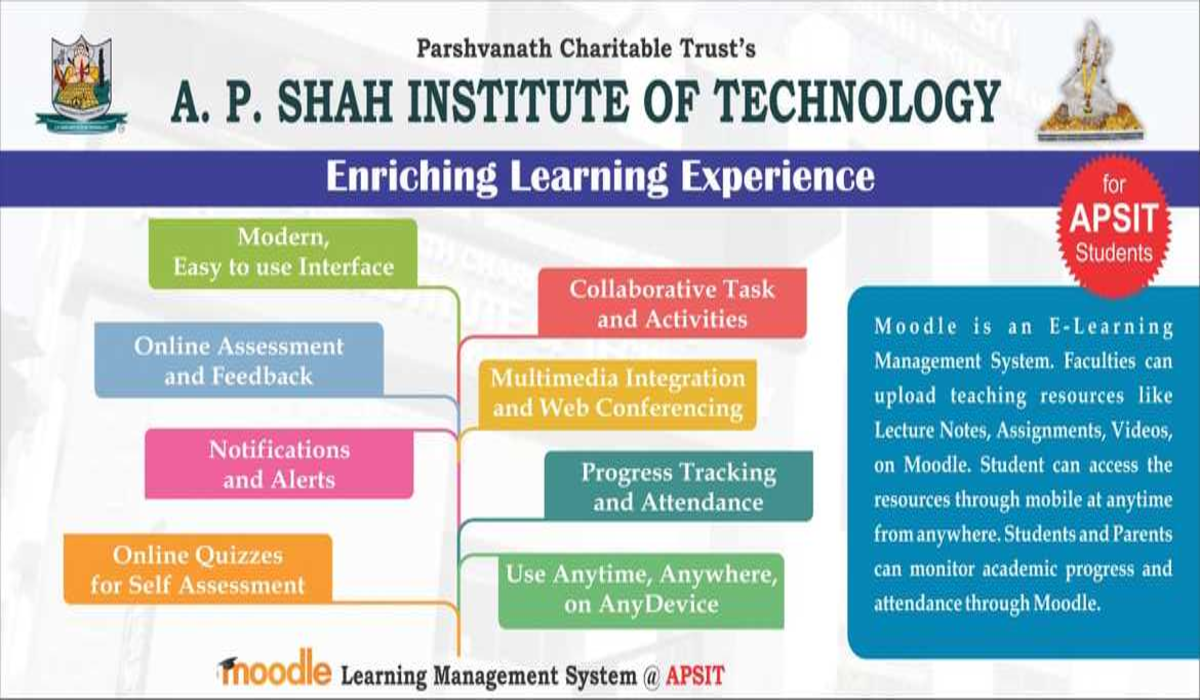 Parshvanath Charitable Trust's
A. P. SHAH INSTITUTE OF TECHNOLOGY
Enriching Learning Experience
for
APSIT
Students
Modern,
Easy to use Interface
Collaborative Task
and Activities
Online Assessment
and Feedback
Multimedia Integration
and Web Conferencing
Notifications
and Alerts
Progress Tracking
and Attendance
Online Quizzes
for Self Assessment
Use Anytime, Anywhere,
on AnyDevice
Moodle is an E-Learning
Management System. Faculties can
upload teaching resources like
Lecture Notes, Assignments, Videos,
on Moodle. Student can access the
resources through mobile at anytime
from anywhere. Students and Parents
can monitor academic progress and
attendance through Moodle.
moodle Learning Management System @ APSIT